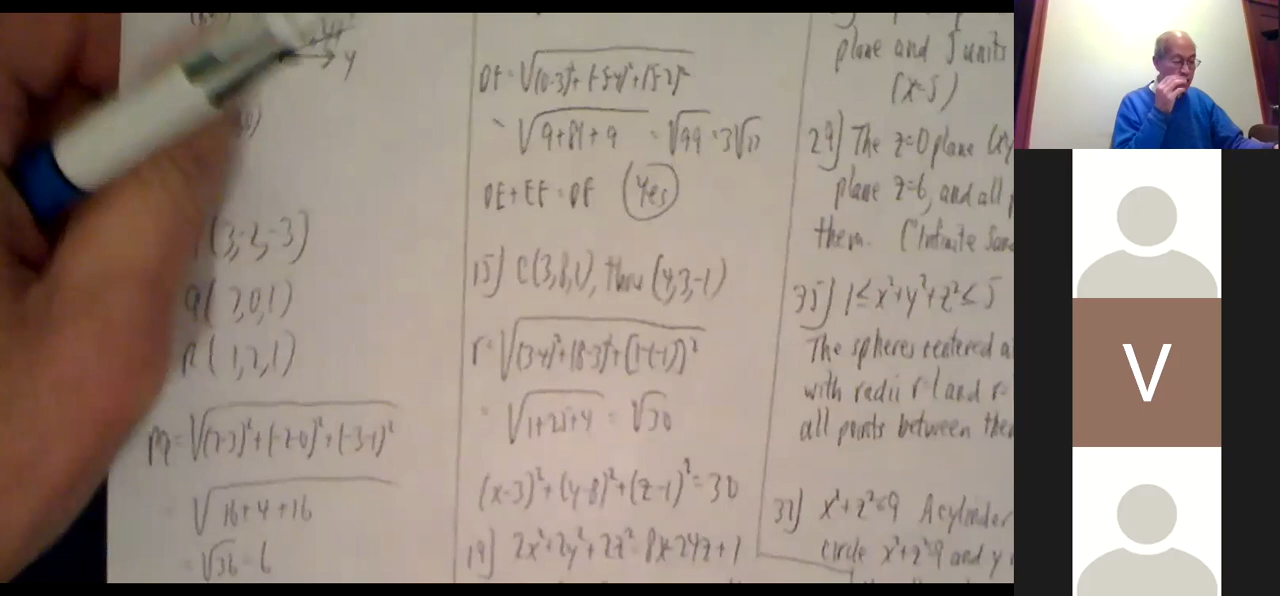 y
(3,-2,-3)
Q(7,0,1)
R(1,2,1)
PQ = √(7-3)²+(-2-0)²+(-3-1)²
= √16+4+16
= √36 = 6
DF = √(0-3)²+(-5-4)²+(5-2)²
= √9+81+9 = √99 = 3√11
DE+EF = DF Yes
15) C(3,8,1), thru (4,3,-1)
r = √(3-4)²+(8-3)²+(1-(-1))²
= √1+25+4 = √30
(x-3)²+(y-8)²+(z-1)² = 30
19) 2x²+2y²+2z² = 8x-24z+1
plane and 5 units
(x=5)
29) The z=0 plane (xy
plane z=6, and all
them. ("Infinite
35) 1≤x²+y²+z²≤5
The spheres centered
with radii r=1 and r=
all points between
37) x²+z²≤9 A cylinder
circle x²+z²=9 and y
V